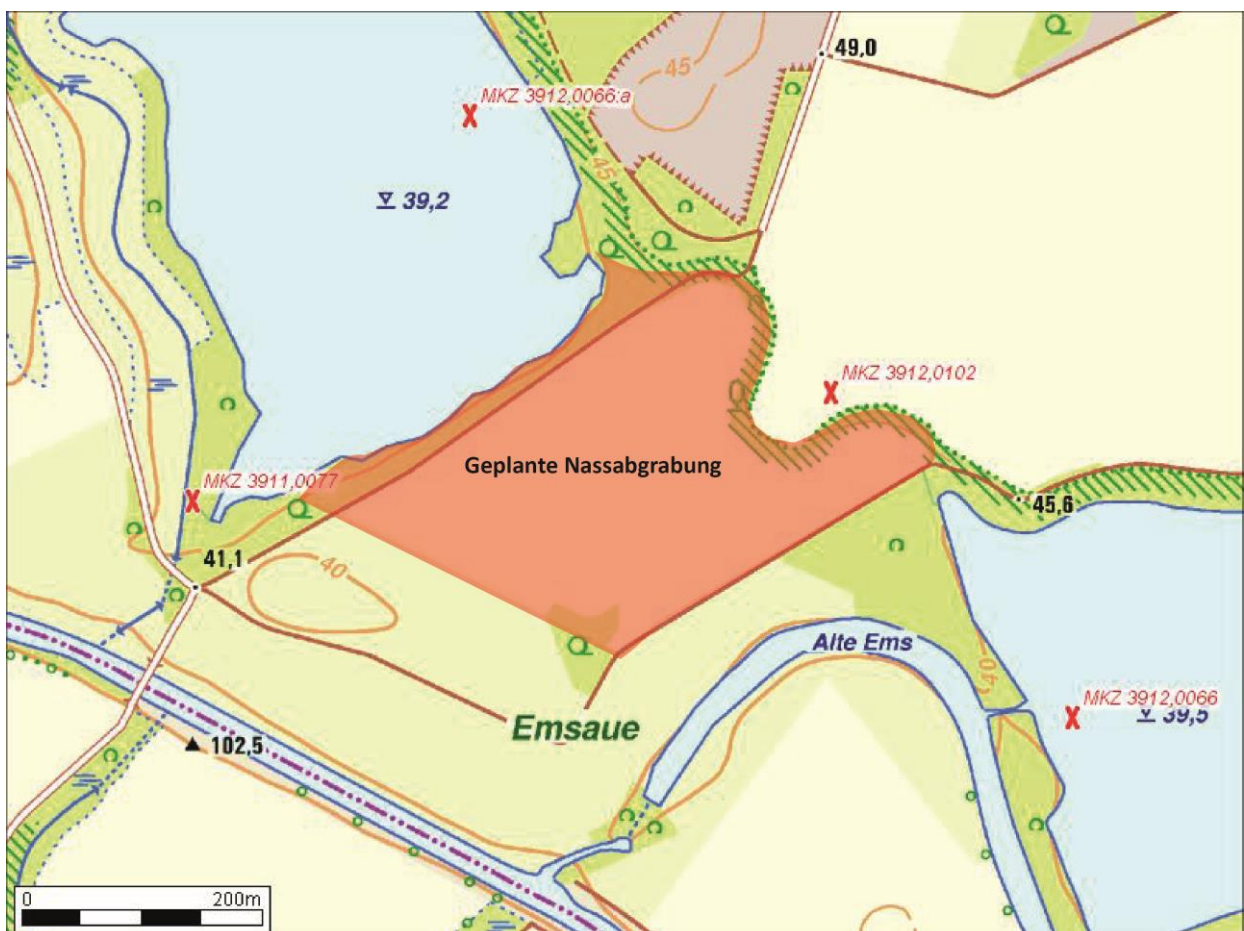 45
49,0
MKZ 3912,0066:a
45
39,2
MKZ 3912,0102
Geplante Nassabgrabung
MKZ 3911,0077
45,6
41,1
40
Alte Ems
40
MKZ 3912,0066
39,5
Emsaue
102,5
0 200m